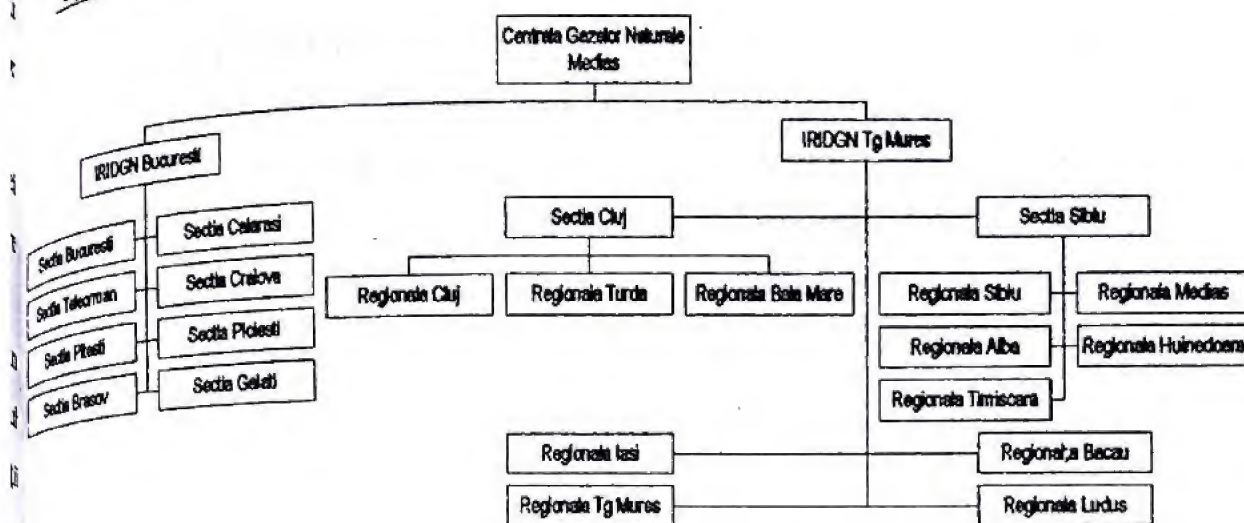 Centrala Gazelor Naturale
Medias
IRIDGN Bucuresti
IRIDGN Tg Mures
Sectia Bucuresti
Sectia Calarasi
Sectia Teleorman
Sectia Craiova
Sectia Pitesti
Sectia Ploiesti
Sectia Brasov
Sectia Galati
Sectia Cluj
Sectia Sibiu
Regionala Cluj
Regionala Turda
Regionala Baia Mare
Regionala Sibiu
Regionala Medias
Regionala Alba
Regionala Huinedoara
Regionala Timisoara
Regionala Iasi
Regionala Bacau
Regionala Tg Mures
Regionala Ludus